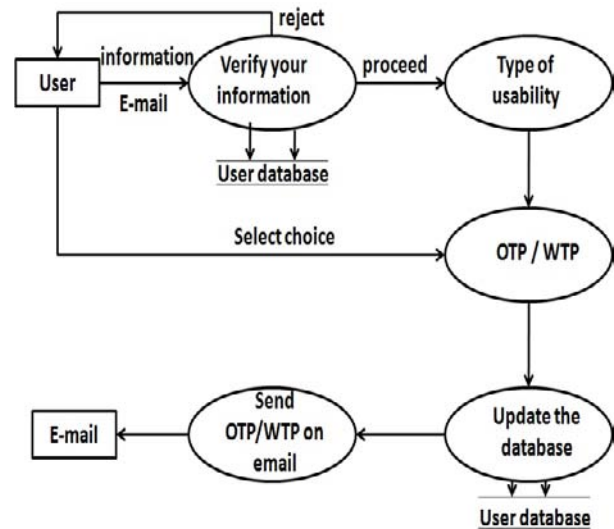 reject
information
User
E-mail
Verify your
information
proceed
Type of
usability
User database
Select choice
OTP / WTP
E-mail
Send
OTP/WTP on
email
Update the
database
User database